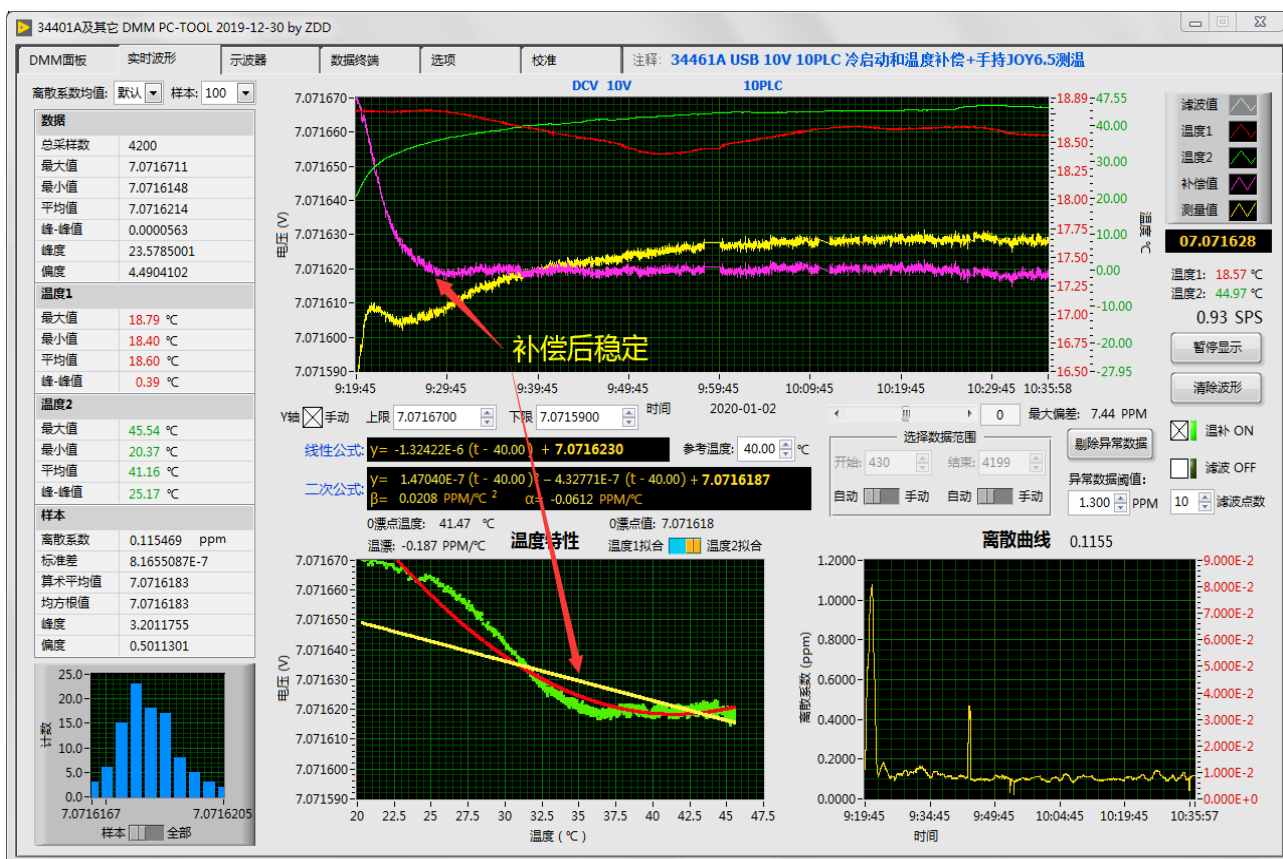 34401A及其它 DMM PC-TOOL 2019-12-30 by ZDD
DMM面板 实时波形 示波器 数据终端 选项 校准 注释: 34461A USB 10V 10PLC 冷启动和温度补偿+手持JOY6.5测温
离散系数均值: 默认 样本: 100
数据
总采样数 4200
最大值 7.0716711
最小值 7.0716148
平均值 7.0716214
峰-峰值 0.0000563
峰度 23.5785001
偏度 4.4904102
温度1
最大值 18.79 ℃
最小值 18.40 ℃
平均值 18.60 ℃
峰-峰值 0.39 ℃
温度2
最大值 45.54 ℃
最小值 20.37 ℃
平均值 41.16 ℃
峰-峰值 25.17 ℃
样本
离散系数 0.115469 ppm
标准差 8.1655087E-7
算术平均值 7.0716183
均方根值 7.0716183
峰度 3.2011755
偏度 0.5011301
25.0
20.0
15.0
10.0
5.0
0.0
计数
7.0716167 7.0716205
样本 全部
DCV 10V 10PLC
7.071670
7.071660
7.071650
7.071640
7.071630
7.071620
7.071610
7.071600
7.071590
电压 (V)
补偿后稳定
18.89
18.50
18.25
18.00
17.75
17.50
17.25
17.00
16.75
16.50
47.55
40.00
30.00
20.00
10.00
0.00
-10.00
-20.00
-27.95
温度 ℃
9:19:45 9:29:45 9:39:45 9:49:45 9:59:45 10:09:45 10:19:45 10:29:45 10:35:58
时间 2020-01-02
滤波值
温度1
温度2
补偿值
测量值
07.071628
温度1: 18.57 ℃
温度2: 44.97 ℃
0.93 SPS
暂停显示
清除波形
温补 ON
滤波 OFF
10 滤波点数
Y轴 手动 上限 7.0716700 下限 7.0715900
0 最大偏差: 7.44 PPM
线性公式: y= -1.32422E-6 (t - 40.00 ) + 7.0716230 参考温度: 40.00 ℃
二次公式: y= 1.47040E-7 (t - 40.00 )² - 4.32771E-7 (t - 40.00) + 7.0716187
β= 0.0208 PPM/℃ ² α= -0.0612 PPM/℃
选择数据范围
开始: 430 结束: 4199
自动 手动 自动 手动
剔除异常数据
异常数据阈值:
1.300 PPM
0漂点温度: 41.47 ℃ 0漂点值: 7.071618
温漂: -0.187 PPM/℃ 温度特性 温度1拟合 温度2拟合
7.071670
7.071660
7.071650
7.071640
7.071630
7.071620
7.071610
7.071600
7.071590
电压 (V)
20 22.5 25 27.5 30 32.5 35 37.5 40 42.5 45 47.5
温度 ( ℃ )
离散曲线 0.1155
1.2000
1.0000
0.8000
0.6000
0.4000
0.2000
0.0000
离散系数 (ppm)
9.000E-2
8.000E-2
7.000E-2
6.000E-2
5.000E-2
4.000E-2
3.000E-2
2.000E-2
1.000E-2
0.000E+0
9:19:45 9:34:45 9:49:45 10:04:45 10:19:45 10:35:57
时间